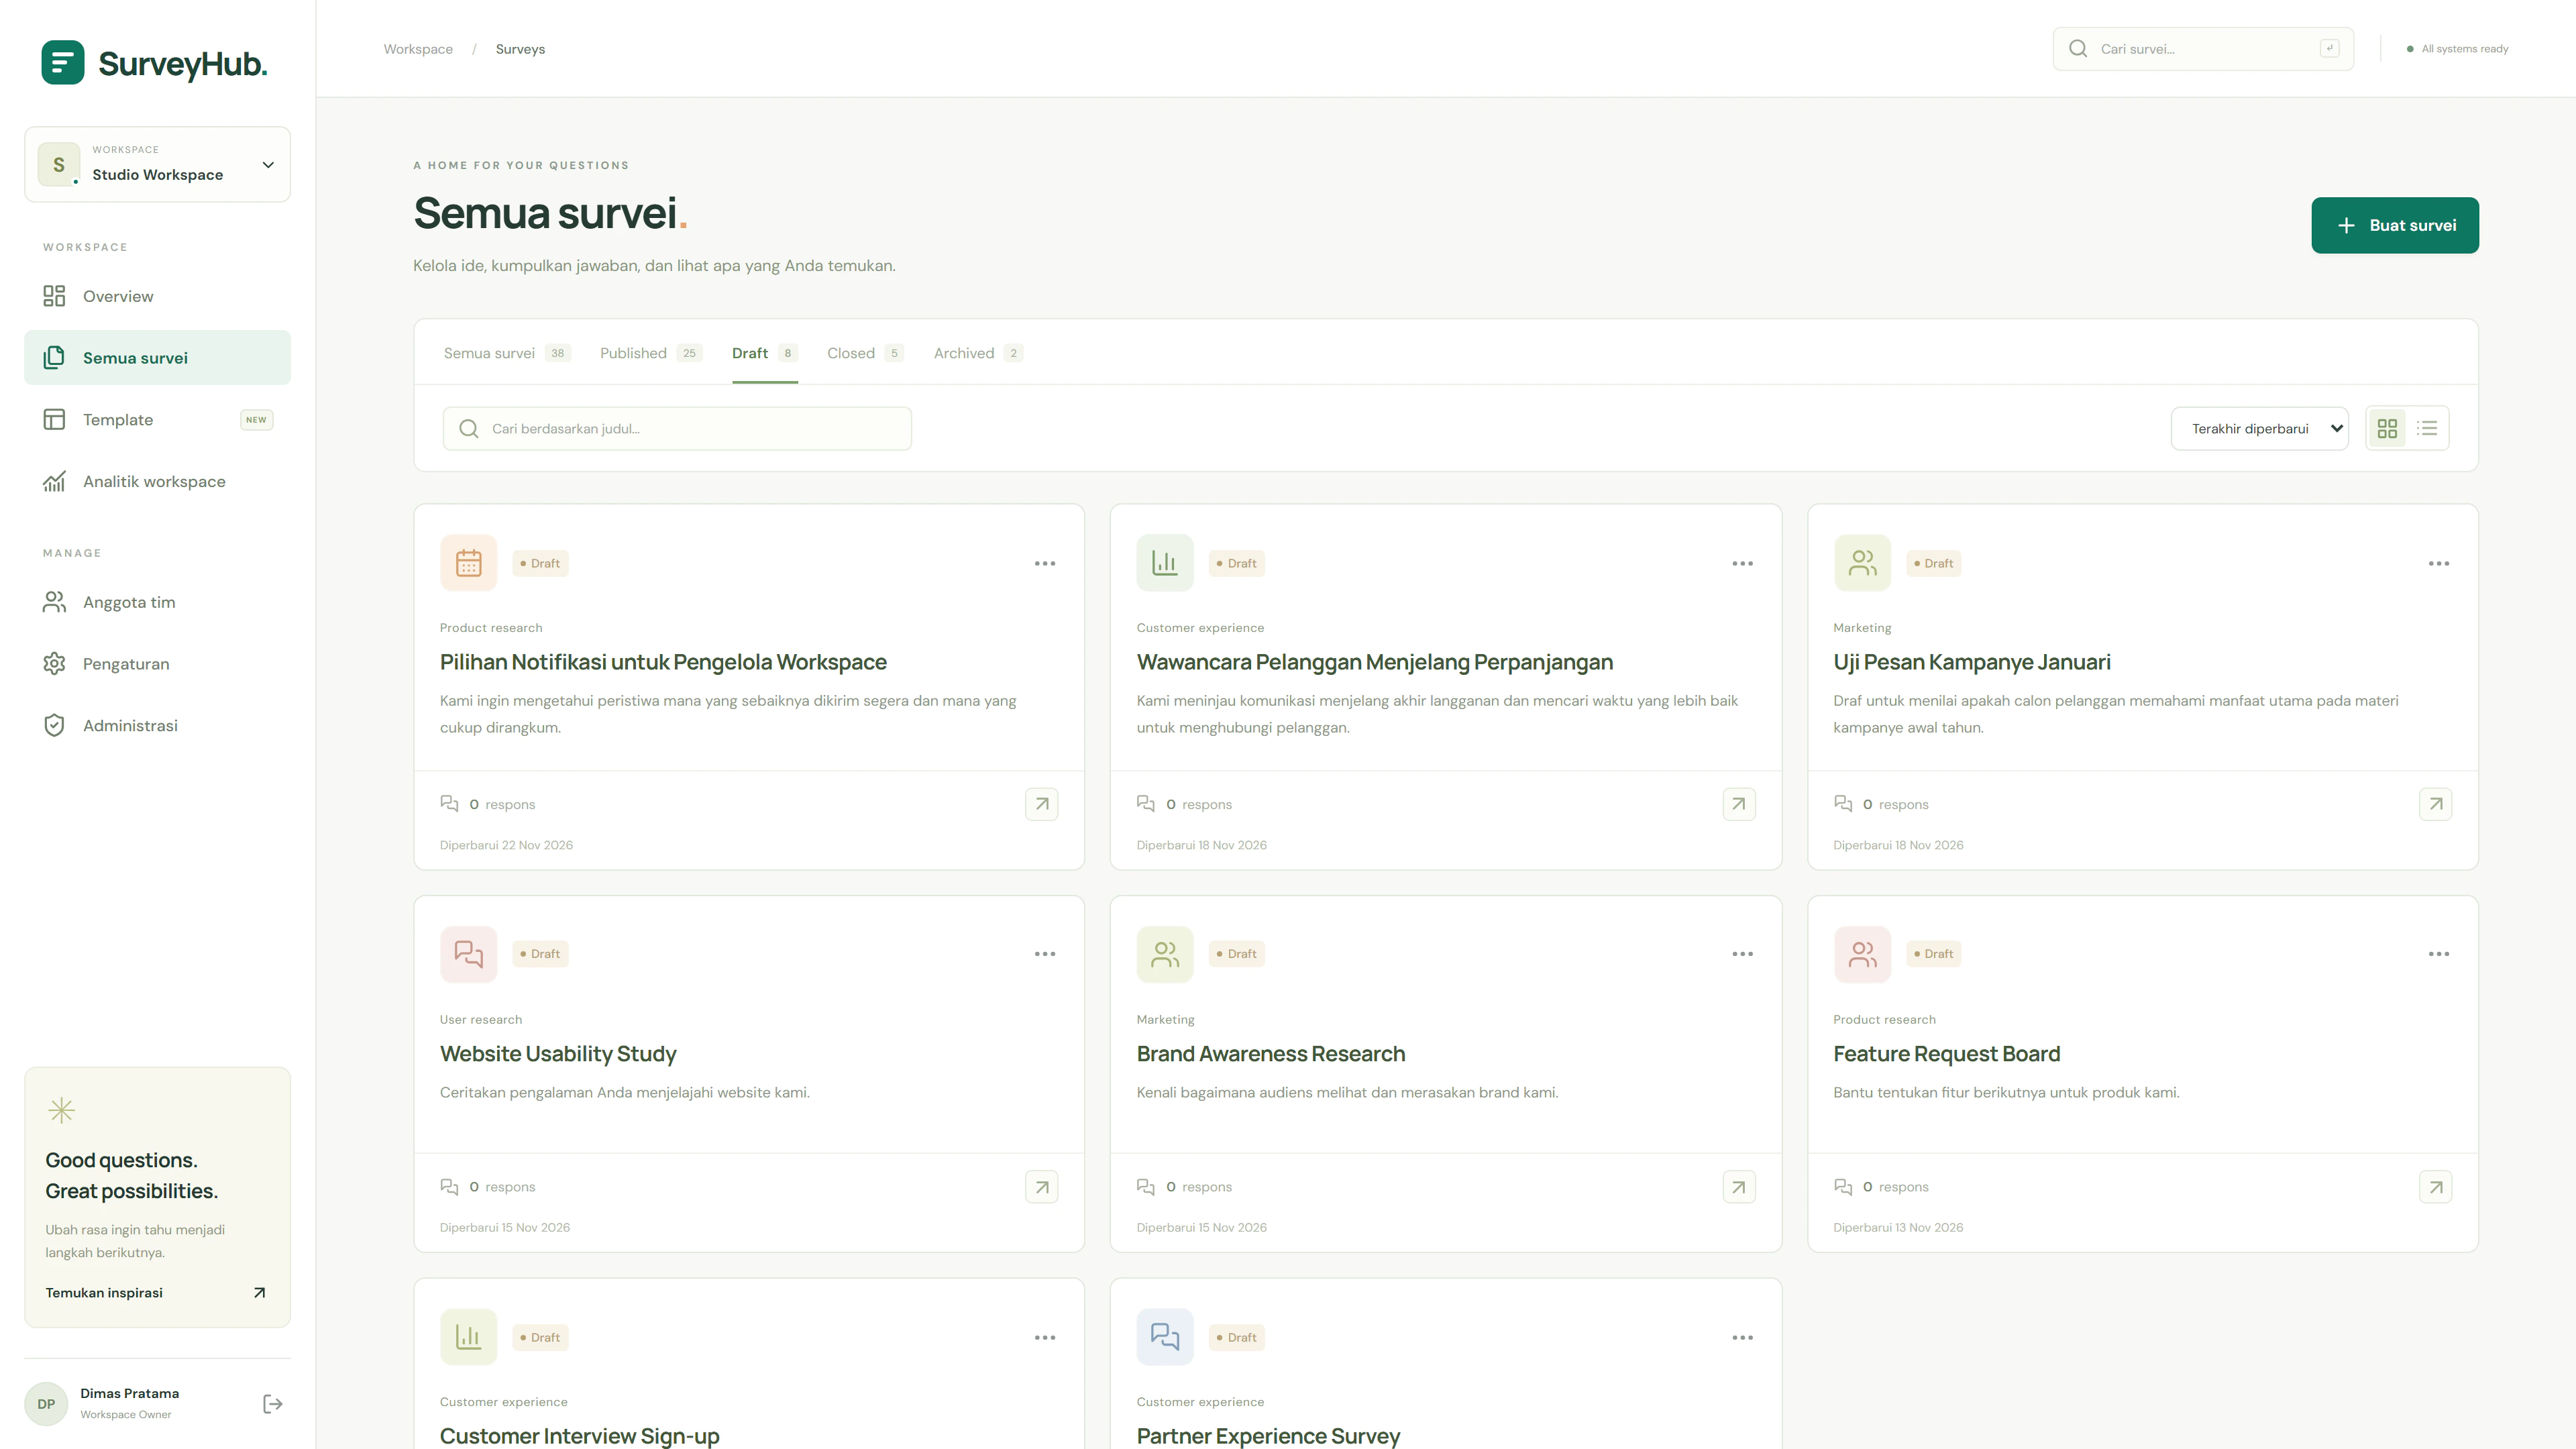 SurveyHub.
S
WORKSPACE
Studio Workspace
WORKSPACE
Overview
Semua survei
Template
NEW
Analitik workspace
MANAGE
Anggota tim
Pengaturan
Administrasi
Good questions.
Great possibilities.
Ubah rasa ingin tahu menjadi
langkah berikutnya.
Temukan inspirasi
DP
Dimas Pratama
Workspace Owner
Workspace / Surveys
Cari survei...
All systems ready
A HOME FOR YOUR QUESTIONS
Semua survei.
Kelola ide, kumpulkan jawaban, dan lihat apa yang Anda temukan.
Buat survei
Semua survei 38
Published 25
Draft 8
Closed 5
Archived 2
Cari berdasarkan judul...
Terakhir diperbarui
Draft
Product research
Pilihan Notifikasi untuk Pengelola Workspace
Kami ingin mengetahui peristiwa mana yang sebaiknya dikirim segera dan mana yang
cukup dirangkum.
0 respons
Diperbarui 22 Nov 2026
Draft
Customer experience
Wawancara Pelanggan Menjelang Perpanjangan
Kami meninjau komunikasi menjelang akhir langganan dan mencari waktu yang lebih baik
untuk menghubungi pelanggan.
0 respons
Diperbarui 18 Nov 2026
Draft
Marketing
Uji Pesan Kampanye Januari
Draf untuk menilai apakah calon pelanggan memahami manfaat utama pada materi
kampanye awal tahun.
0 respons
Diperbarui 18 Nov 2026
Draft
User research
Website Usability Study
Ceritakan pengalaman Anda menjelajahi website kami.
0 respons
Diperbarui 15 Nov 2026
Draft
Marketing
Brand Awareness Research
Kenali bagaimana audiens melihat dan merasakan brand kami.
0 respons
Diperbarui 15 Nov 2026
Draft
Product research
Feature Request Board
Bantu tentukan fitur berikutnya untuk produk kami.
0 respons
Diperbarui 13 Nov 2026
Draft
Customer experience
Customer Interview Sign-up
Draft
Customer experience
Partner Experience Survey